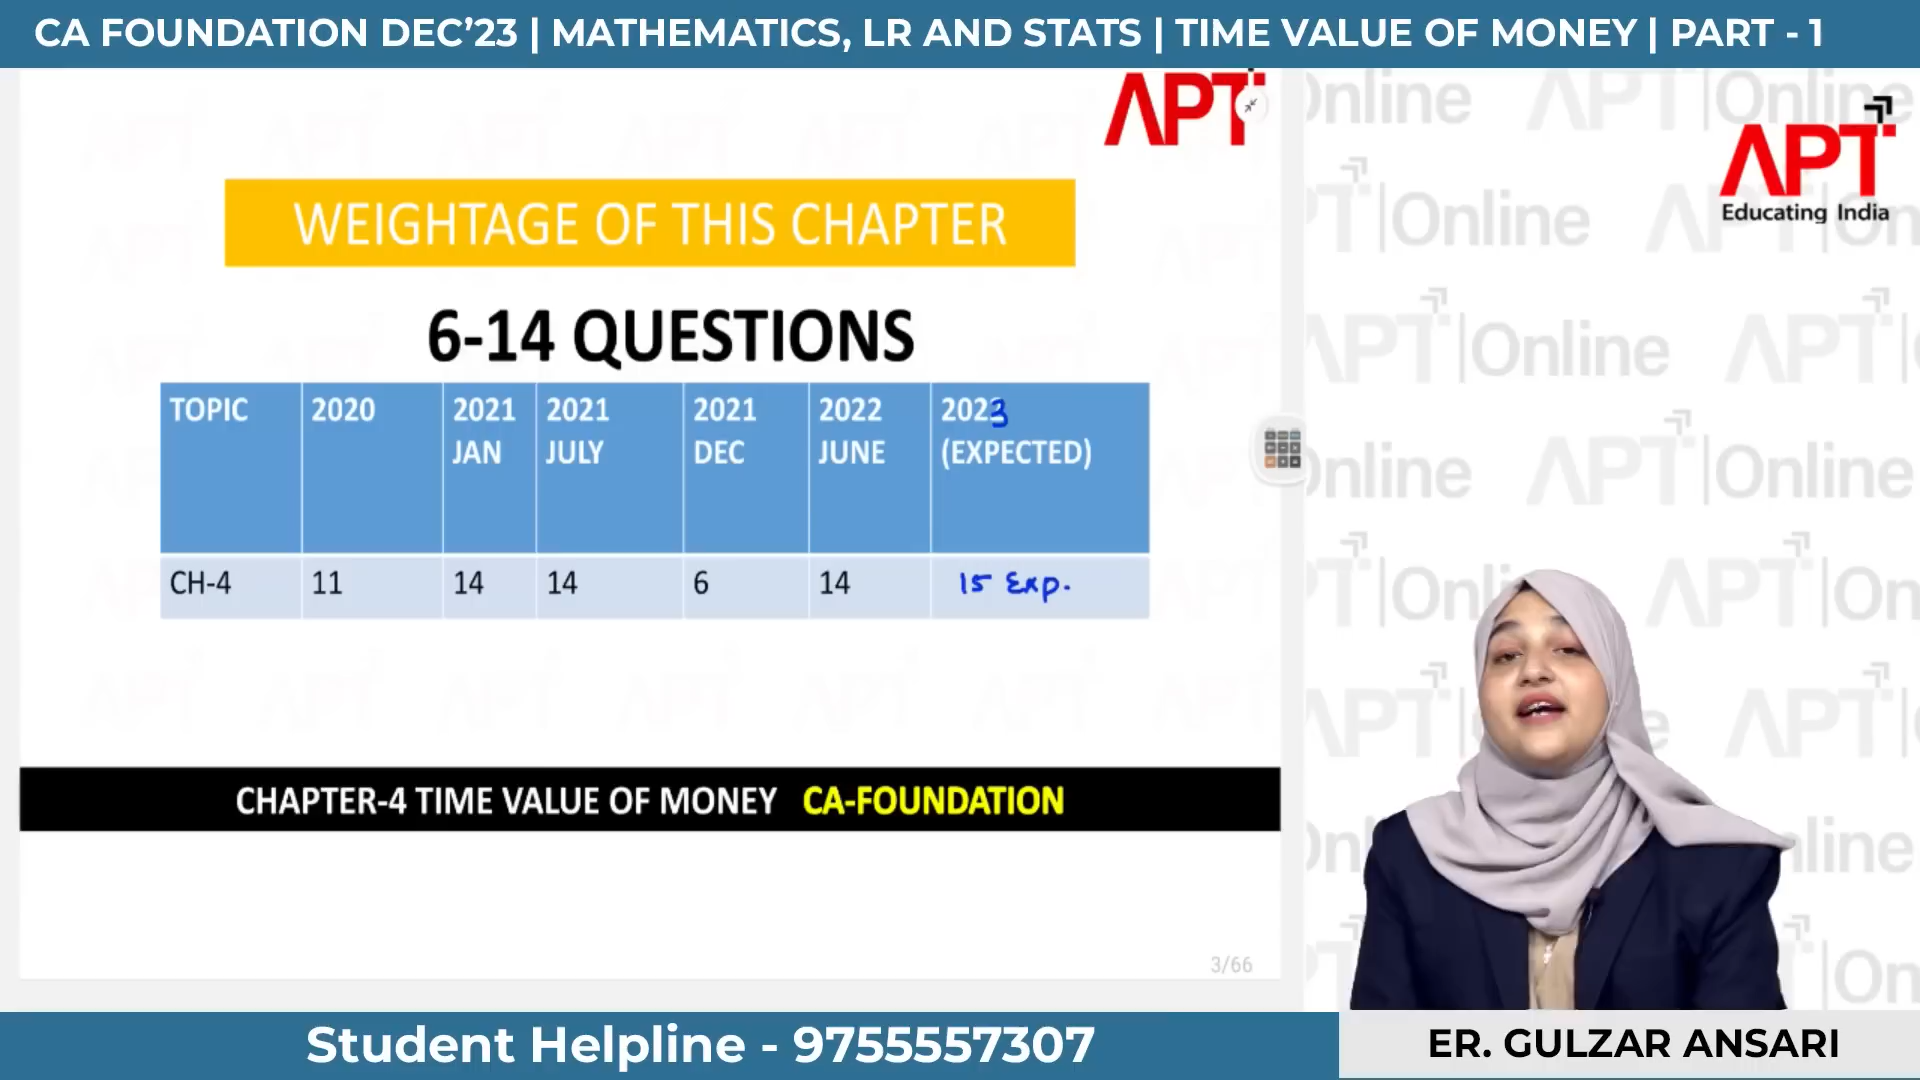 CA FOUNDATION DEC’23 | MATHEMATICS, LR AND STATS | TIME VALUE OF MONEY | PART - 1
APT
APT
Educating India
WEIGHTAGE OF THIS CHAPTER
6-14 QUESTIONS
TOPIC 2020 2021 JAN 2021 JULY 2021 DEC 2022 JUNE 2023 (EXPECTED)
CH-4 11 14 14 6 14 15 Exp.
CHAPTER-4 TIME VALUE OF MONEY CA-FOUNDATION
3/66
Student Helpline - 9755557307
ER. GULZAR ANSARI
APT|Online